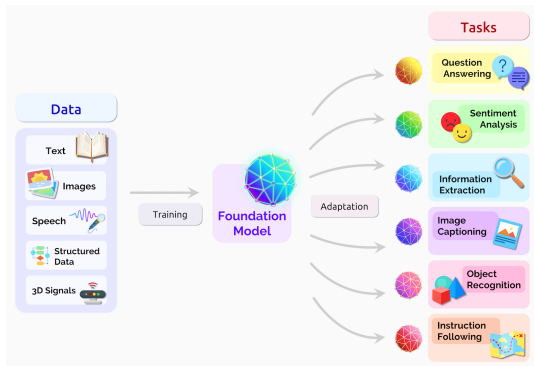 Data
Text
Images
Speech
Structured
Data
3D Signals
Training
Foundation
Model
Adaptation
Tasks
Question
Answering
Sentiment
Analysis
Information
Extraction
Image
Captioning
Object
Recognition
Instruction
Following